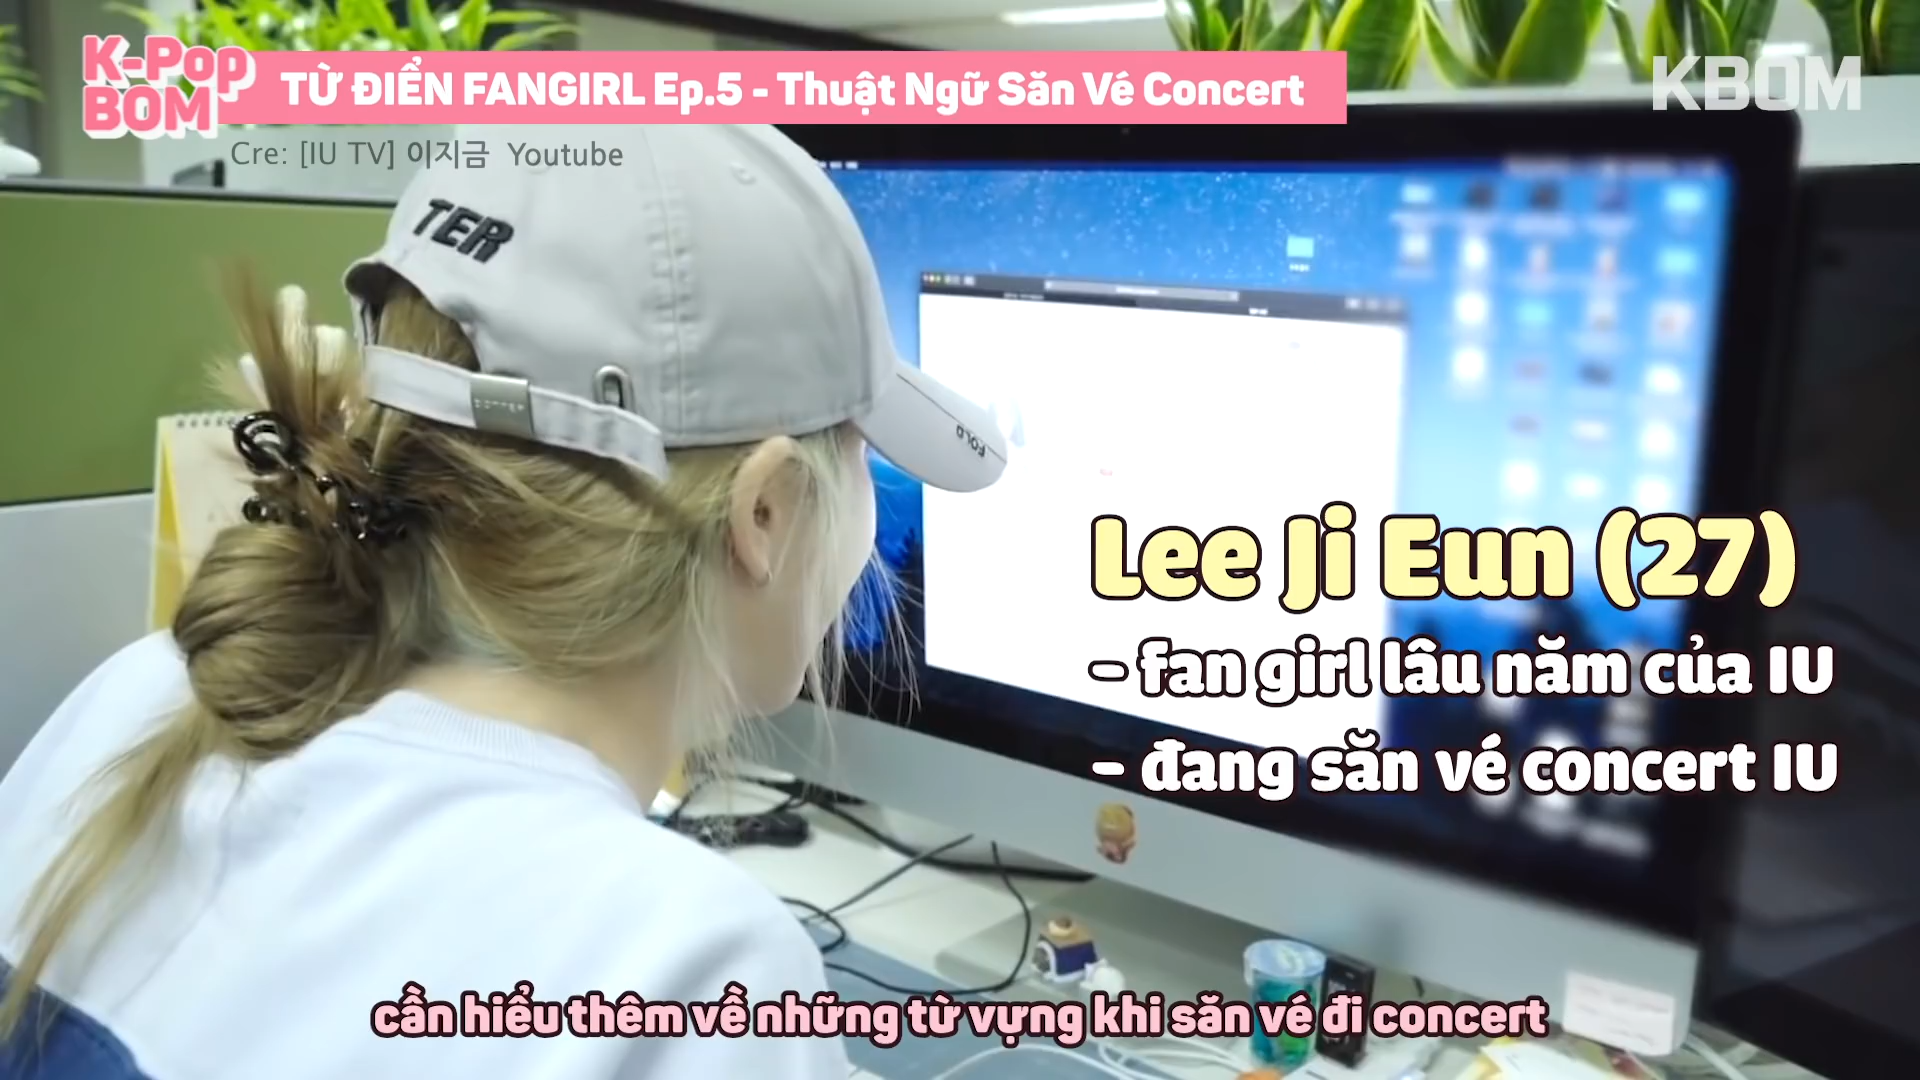 K-Pop
BOM
TỪ ĐIỂN FANGIRL Ep.5 - Thuật Ngữ Săn Vé Concert
KBOM
Cre: [IU TV] 이지금 Youtube
TER
FOLD
Lee Ji Eun (27)
- fan girl lâu năm của IU
- đang săn vé concert IU
cần hiểu thêm về những từ vựng khi săn vé đi concert